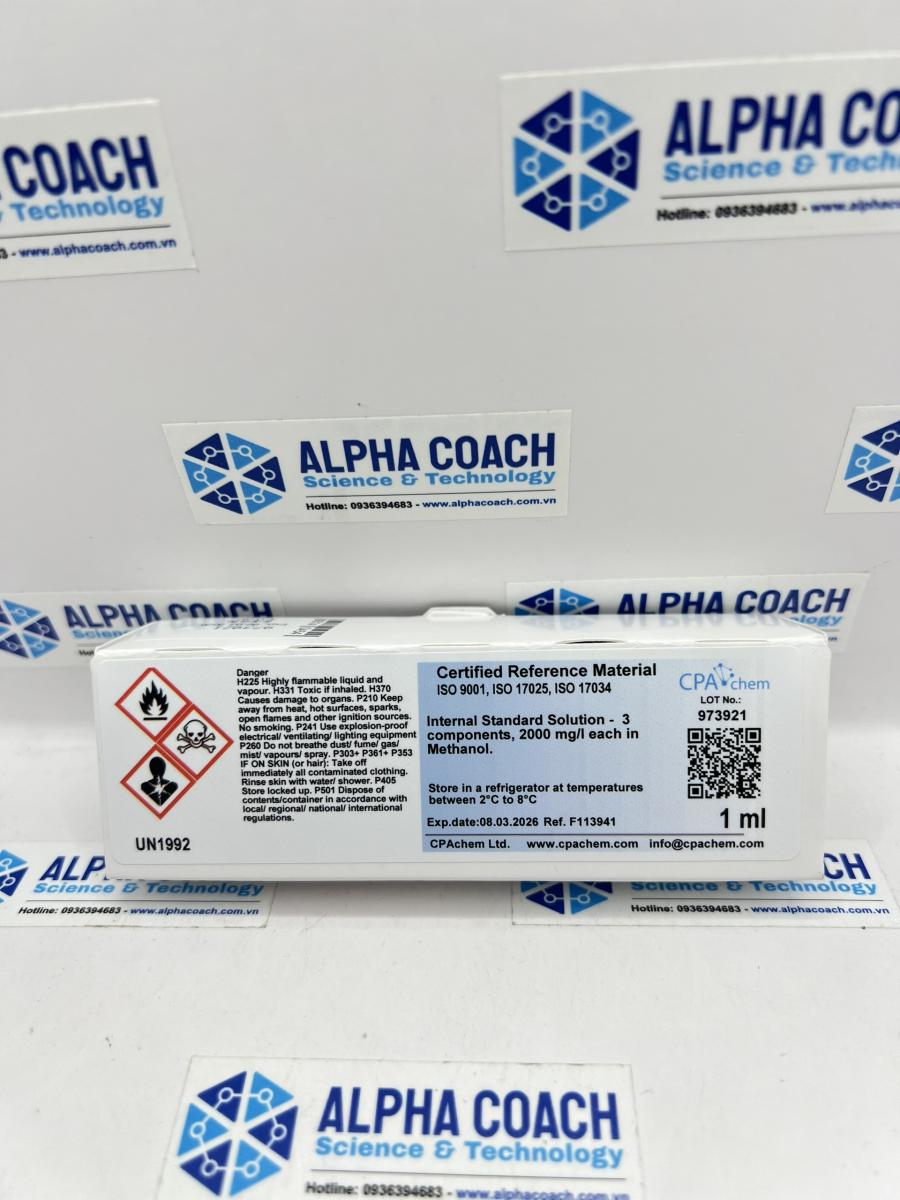 COACH
Technology
www.alphacoach.com.vn
ALPHA CO
Science & Tech
Hotline: 0936394683 -
ALPHA COACH
Science & Technology
Hotline: 0936394683 - www.alphacoach.com.vn
ALPHA COACH
ALPHA COACH
Danger
H225 Highly flammable liquid and
vapour. H331 Toxic if inhaled. H370
Causes damage to organs. P210 Keep
away from heat, hot surfaces, sparks,
open flames and other ignition sources.
No smoking. P241 Use explosion-proof
electrical/ ventilating/ lighting equipment
P260 Do not breathe dust/ fume/ gas/
mist/ vapours/ spray. P303+ P361+ P353
IF ON SKIN (or hair): Take off
immediately all contaminated clothing.
Rinse skin with water/ shower. P405
Store locked up. P501 Dispose of
contents/container in accordance with
local/ regional/ national/ international
regulations.
UN1992
Certified Reference Material
ISO 9001, ISO 17025, ISO 17034
Internal Standard Solution - 3
components, 2000 mg/l each in
Methanol.
Store in a refrigerator at temperatures
between 2°C to 8°C
Exp.date:08.03.2026 Ref. F113941
CPAchem Ltd. www.cpachem.com info@cpachem.com
CPAchem
LOT No.:
973921
1 ml
Science & Technology
Hotline: 0936394683 - www.alphacoach.com.vn
Science & Technology
Hotline: 0936394683 - www.alphacoach.com.vn
ALPHA COACH
Science & Technology
Hotline: 0936394683 - www.alphacoach.com.vn